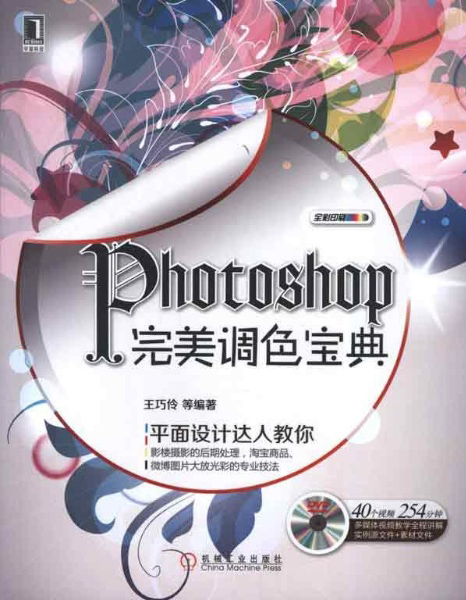 华章科技
全彩印刷
Photoshop
完美调色宝典
王巧伶 等编著
平面设计达人教你
影楼摄影的后期处理，淘宝商品、
微博图片大放光彩的专业技法
DVD
40个视频 254分钟
多媒体视频教学全程讲解
实例源文件+素材文件
机械工业出版社
China Machine Press